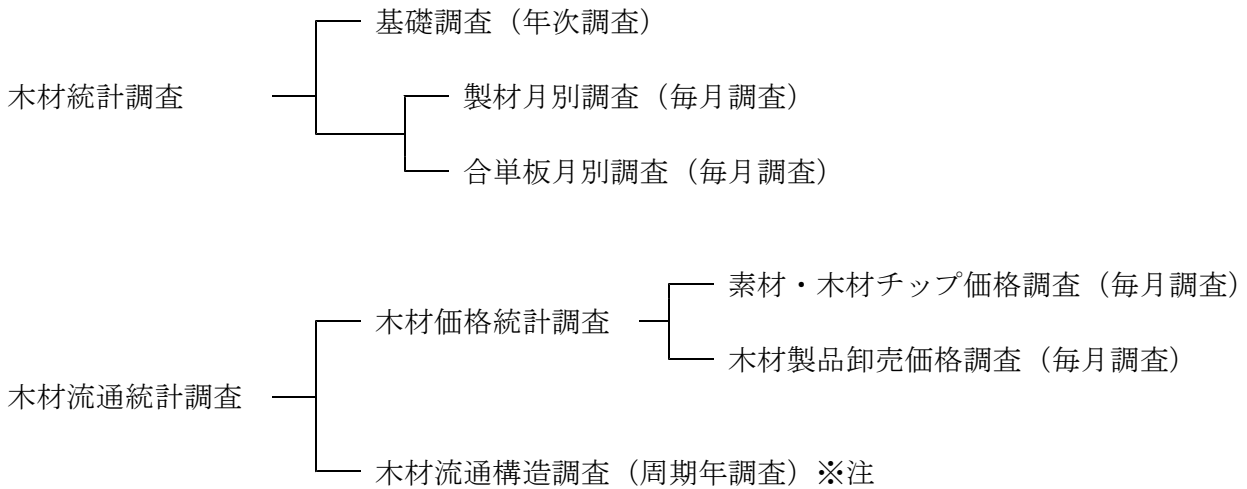 基礎調査（年次調査）
木材統計調査
製材月別調査（毎月調査）
合単板月別調査（毎月調査）
素材・木材チップ価格調査（毎月調査）
木材価格統計調査
木材製品卸売価格調査（毎月調査）
木材流通統計調査
木材流通構造調査（周期年調査）※注